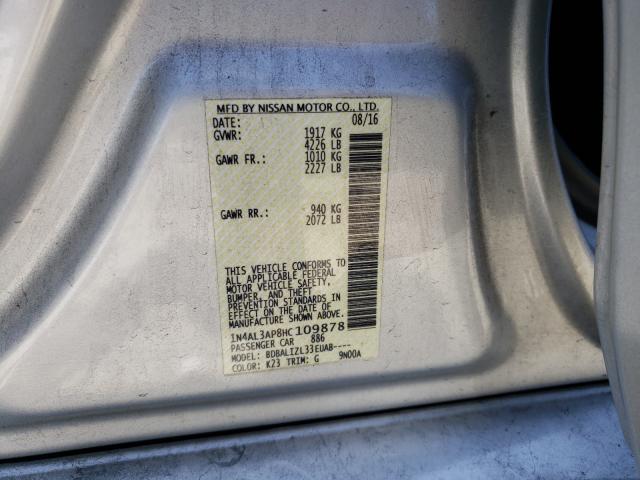 MFD BY NISSAN MOTOR CO., LTD.
DATE: 08/16
GVWR: 1917 KG
4226 LB
GAWR FR.: 1010 KG
2227 LB
GAWR RR.: 940 KG
2072 LB
THIS VEHICLE CONFORMS TO
ALL APPLICABLE FEDERAL
MOTOR VEHICLE SAFETY,
BUMPER, AND THEFT
PREVENTION STANDARDS IN
EFFECT ON THE DATE OF
MANUFACTURE SHOWN ABOVE.
1N4AL3AP8HC109878
PASSENGER CAR 886
MODEL: BDBALIZL33EUAB----
COLOR: K23 TRIM: G 9N00A